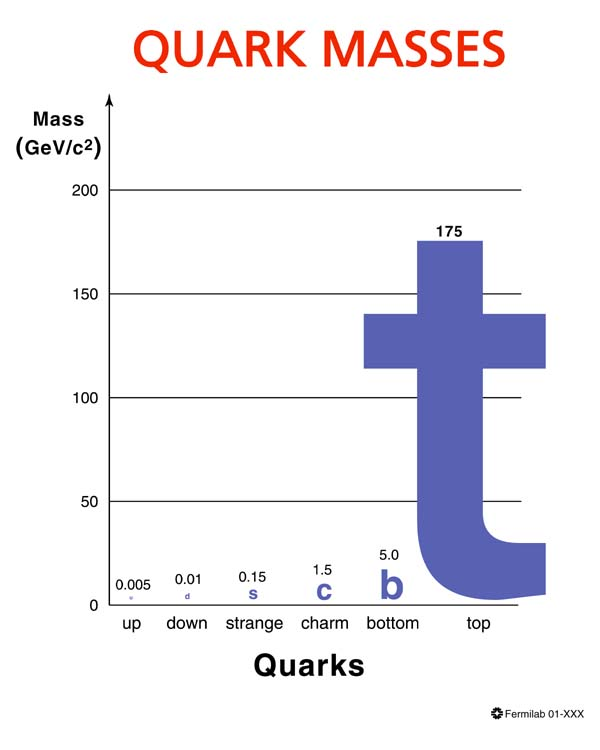 QUARK MASSES
Mass
(GeV/c²)
200
175
150
100
50
0
0.005
0.01
0.15
1.5
5.0
u
d
s
c
b
t
up down strange charm bottom top
Quarks
Fermilab 01-XXX